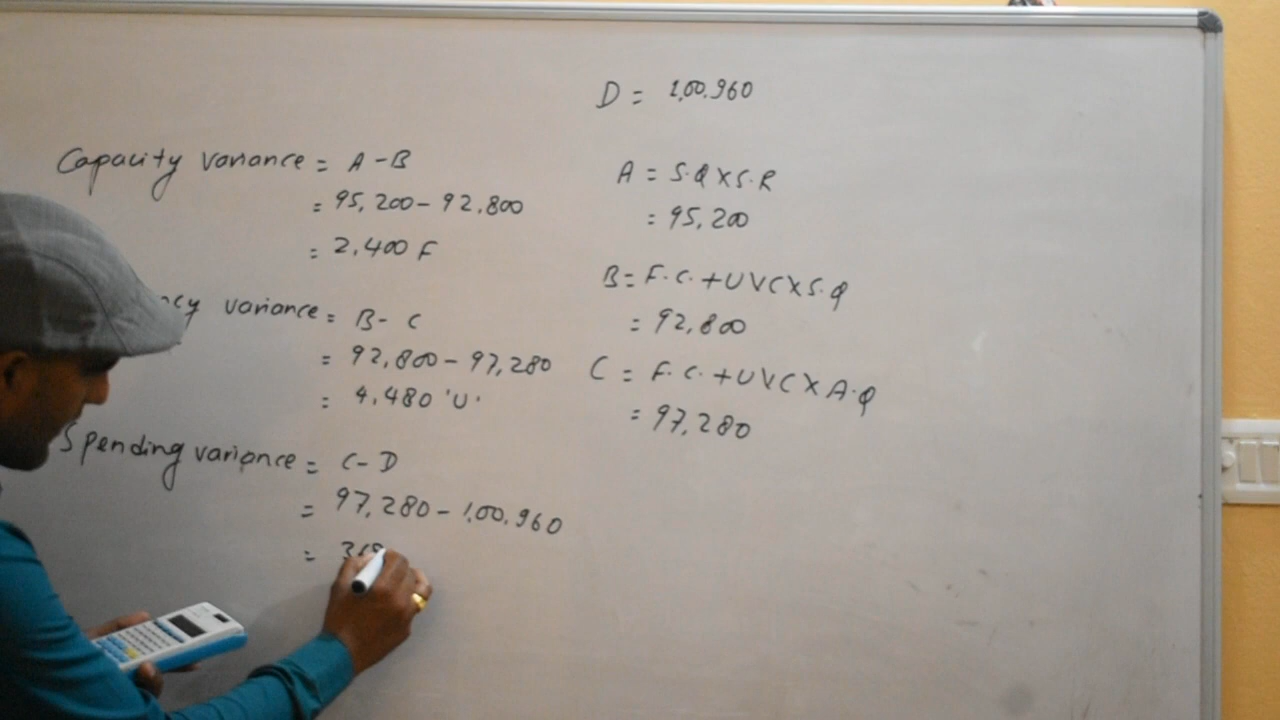 D = 1,00,960
Capacity variance = A - B
= 95,200 - 92,800
= 2,400 F
variance = B - C
= 92,800 - 97,280
= 4,480 'U'
Spending variance = C - D
= 97,280 - 1,00,960
= 368
A = S.Q X S.R
= 95,200
B = F.C. + UVC X S.Q
= 92,800
C = F.C. + UVC X A.Q
= 97,280